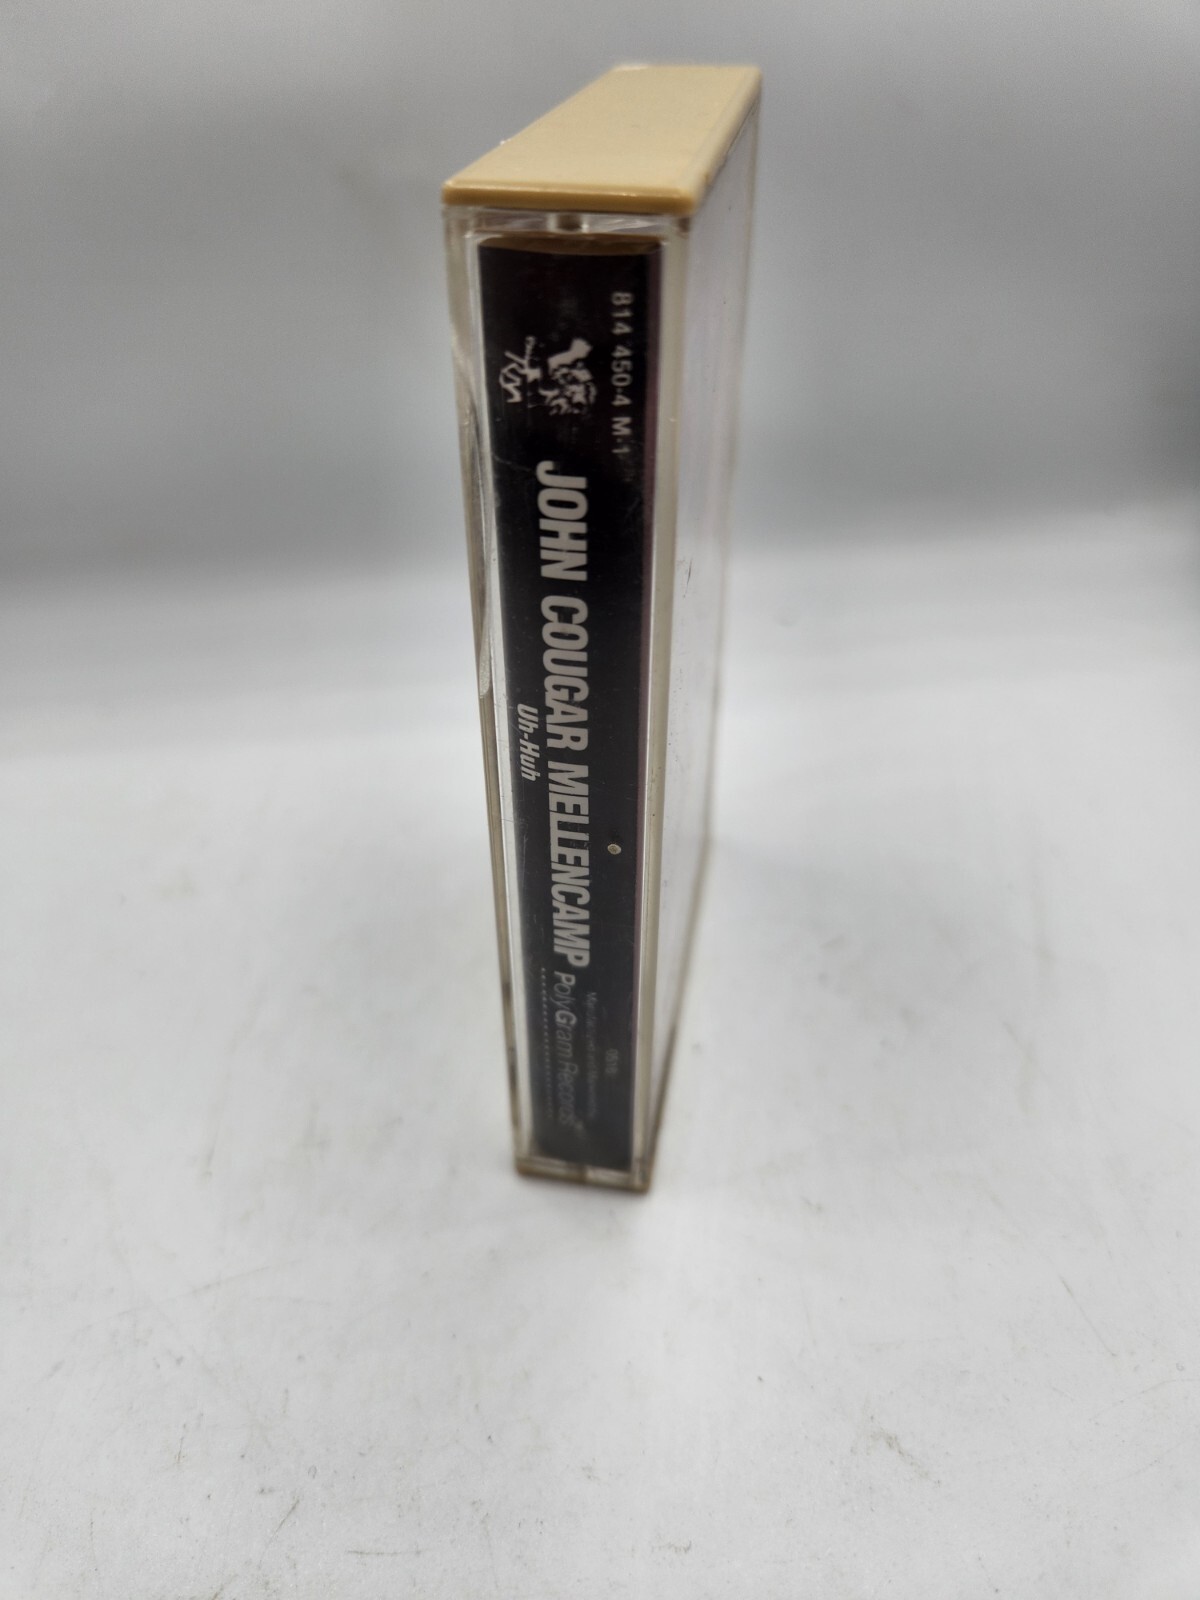 814 450-4 M-1
JOHN COUGAR MELLENCAMP
Uh-Huh
PolyGram Records